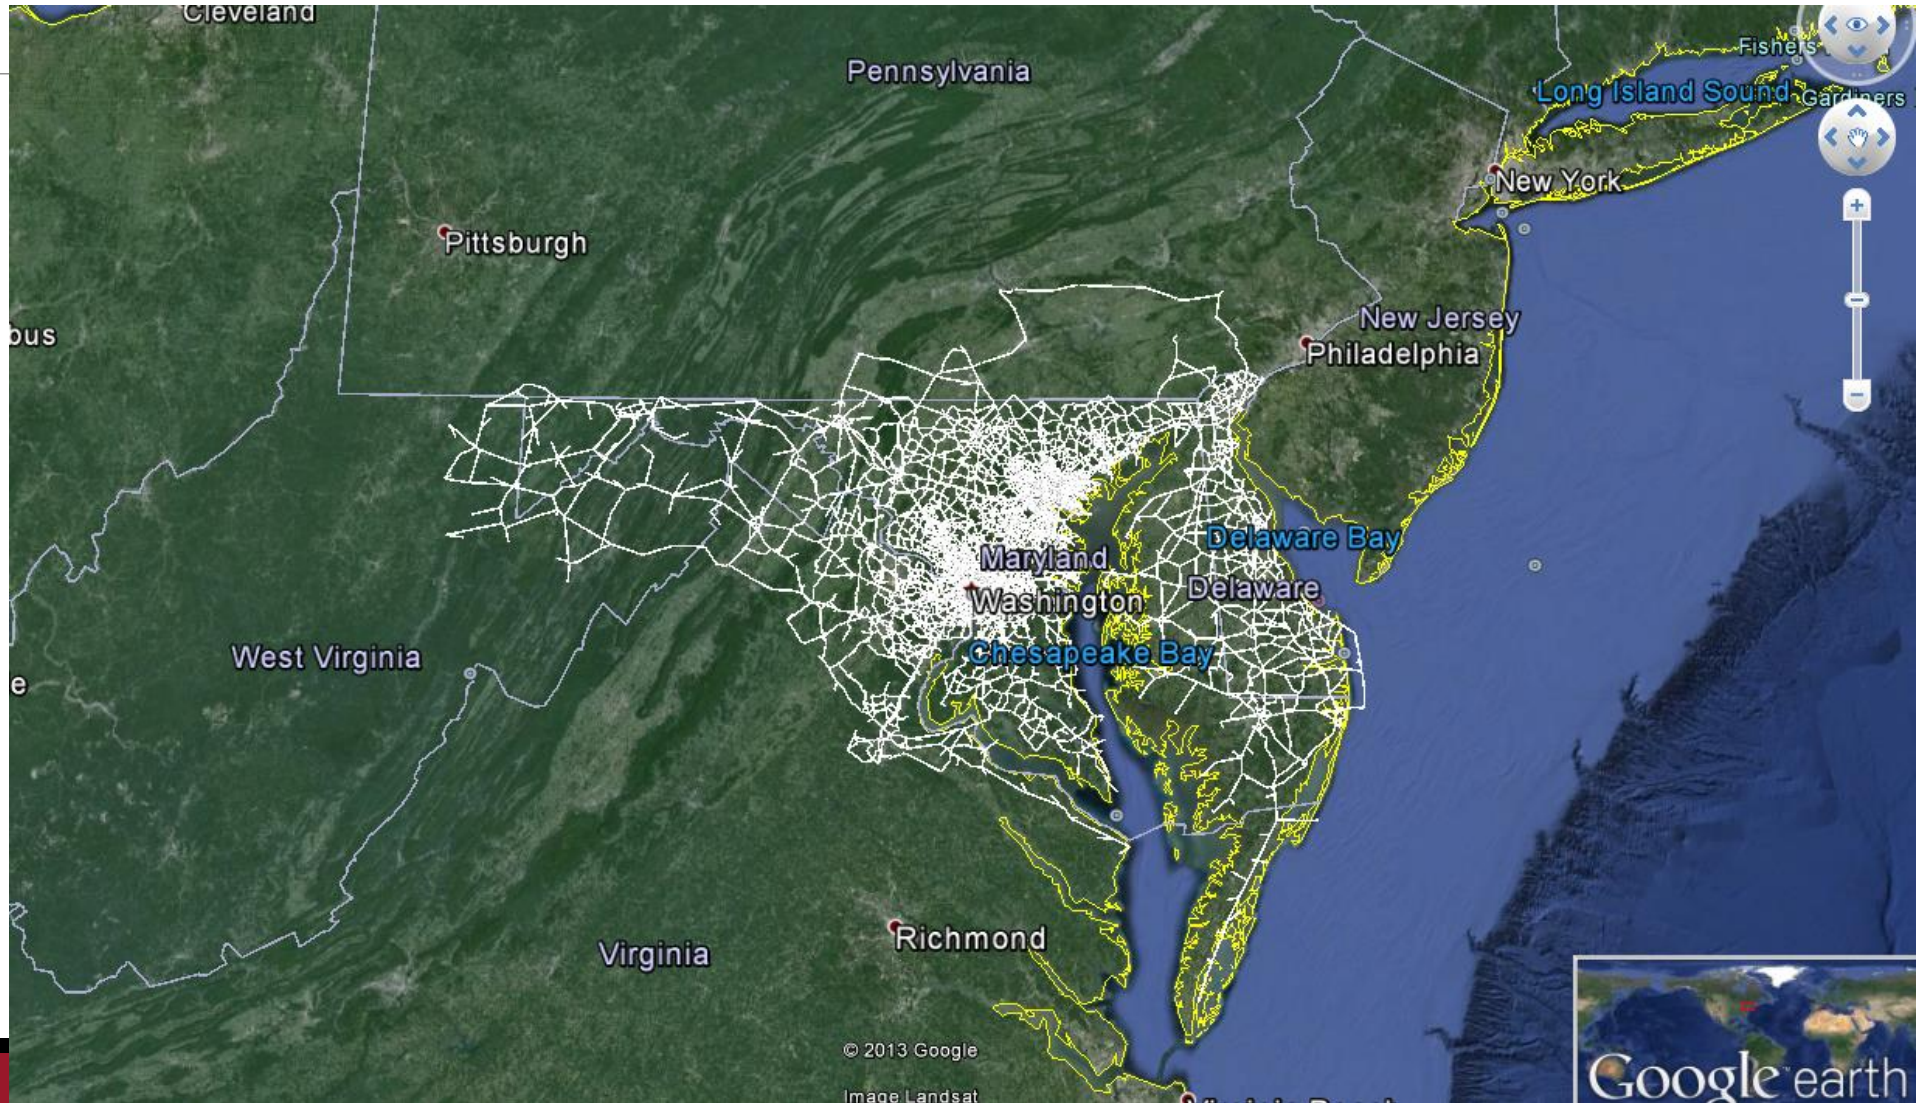 Cleveland
Pennsylvania
Fishers
Long Island Sound
Gardiners
New York
Pittsburgh
bus
New Jersey
Philadelphia
Delaware Bay
Maryland
Delaware
Washington
West Virginia
Chesapeake Bay
e
Richmond
Virginia
© 2013 Google
Image Landsat
Google earth